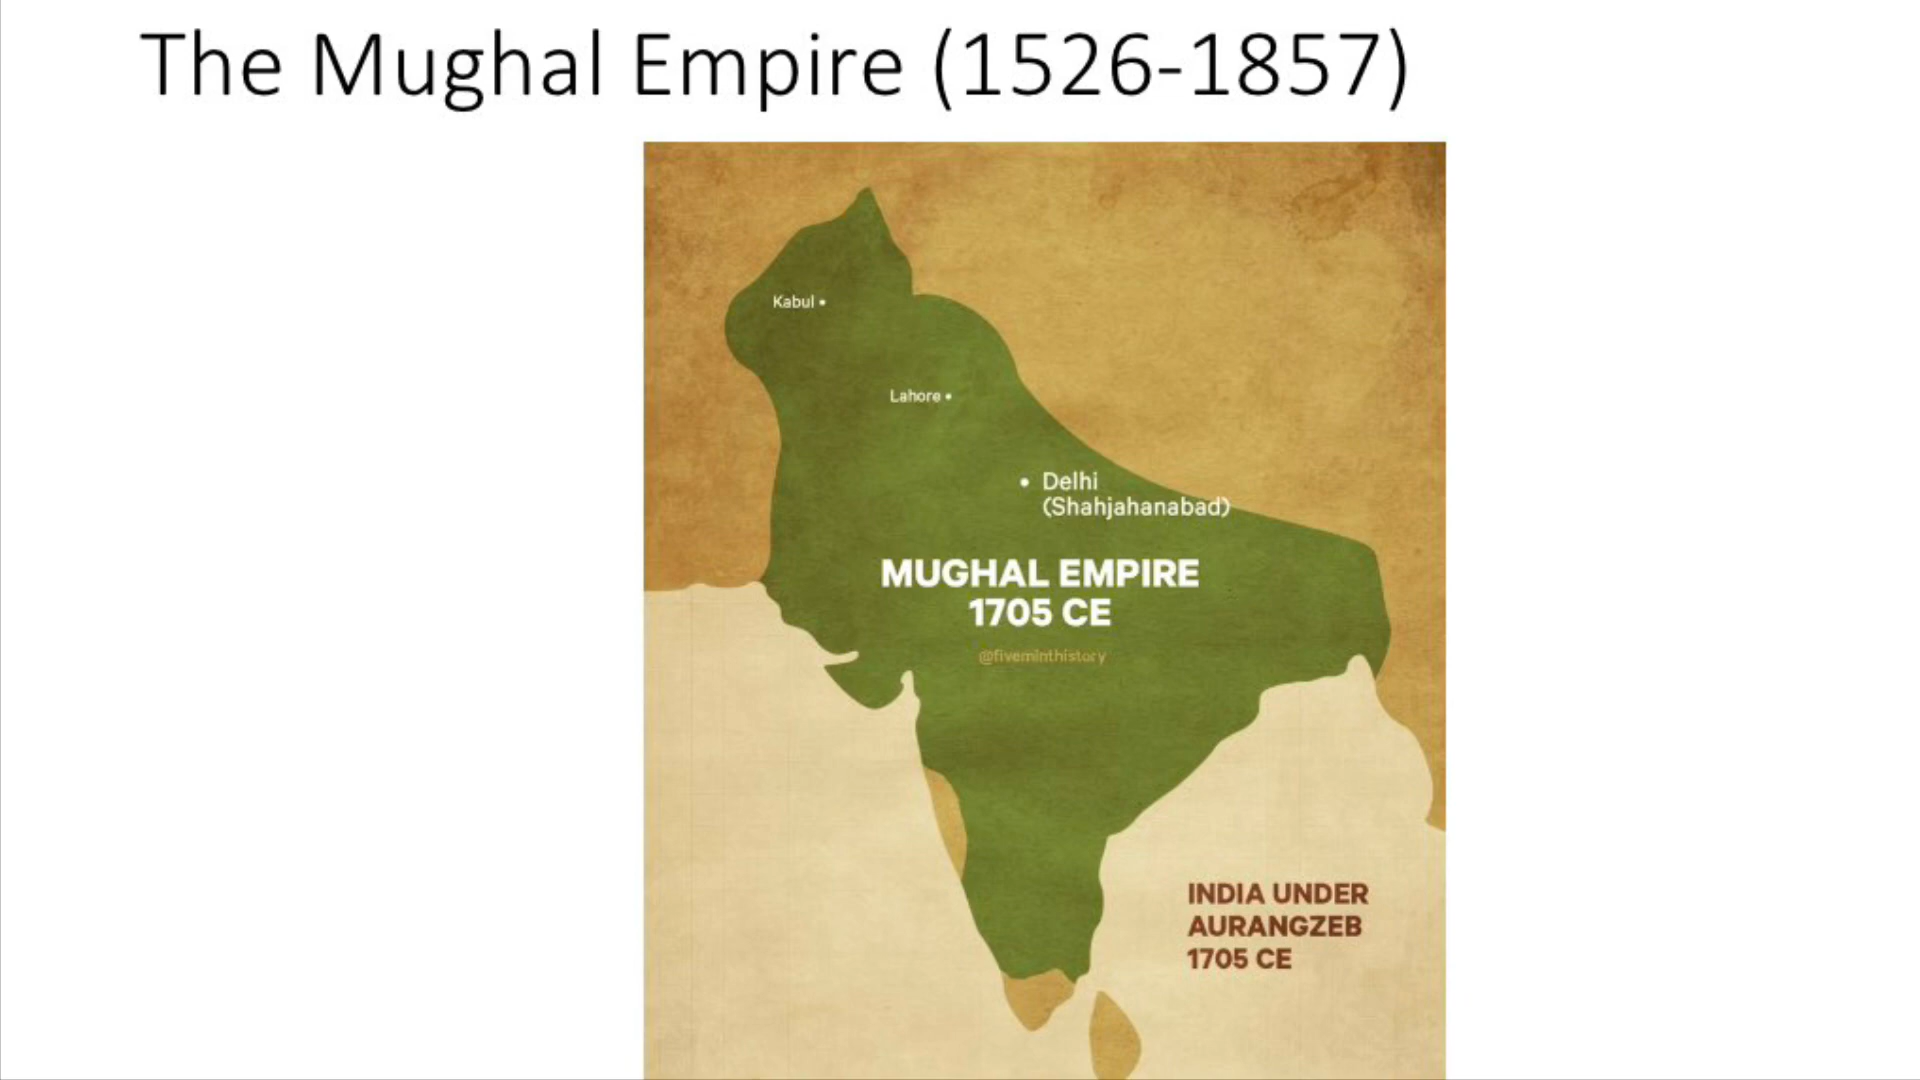 The Mughal Empire (1526-1857)
Kabul
Lahore
Delhi
(Shahjahanabad)
MUGHAL EMPIRE
1705 CE
@fiveminthistory
INDIA UNDER
AURANGZEB
1705 CE